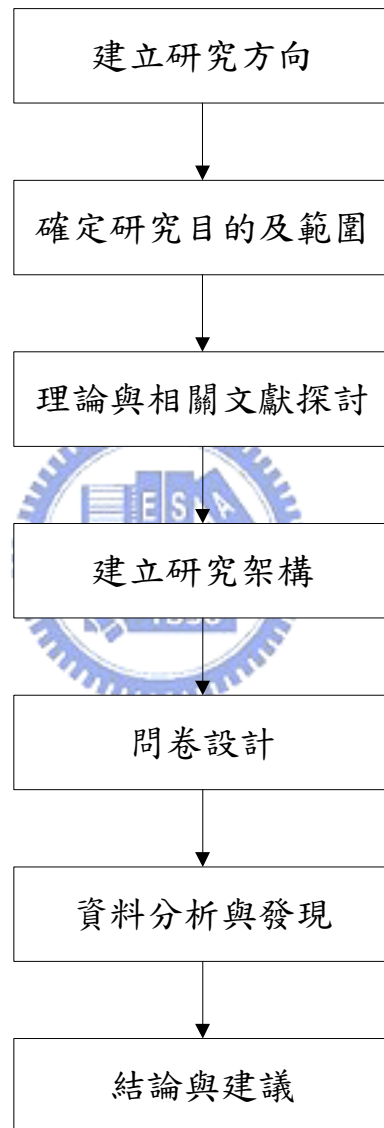 建立研究方向
確定研究目的及範圍
理論與相關文獻探討
E S A
建立研究架構
1896
問卷設計
資料分析與發現
結論與建議